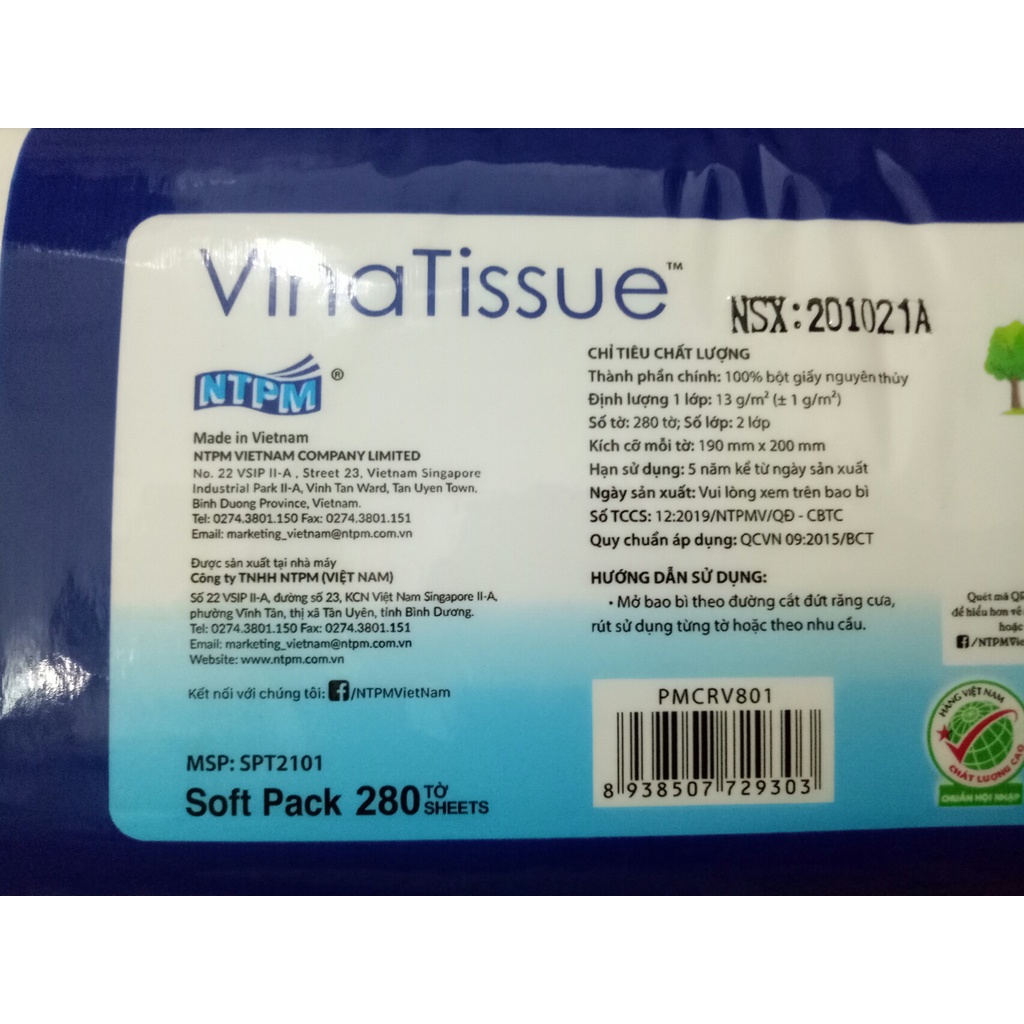 VinaTissue™
NSX:201021A
NTPM®
Made in Vietnam
NTPM VIETNAM COMPANY LIMITED
No. 22 VSIP II-A , Street 23, Vietnam Singapore
Industrial Park II-A, Vinh Tan Ward, Tan Uyen Town,
Binh Duong Province, Vietnam.
Tel: 0274.3801.150 Fax: 0274.3801.151
Email: marketing_vietnam@ntpm.com.vn
Được sản xuất tại nhà máy
Công ty TNHH NTPM (VIỆT NAM)
Số 22 VSIP II-A, đường số 23, KCN Việt Nam Singapore II-A,
phường Vĩnh Tân, thị xã Tân Uyên, tỉnh Bình Dương.
Tel: 0274.3801.150 Fax: 0274.3801.151
Email: marketing_vietnam@ntpm.com.vn
Website: www.ntpm.com.vn
Kết nối với chúng tôi: f/NTPMVietNam
MSP: SPT2101
Soft Pack 280 TỜ
SHEETS
CHỈ TIÊU CHẤT LƯỢNG
Thành phần chính: 100% bột giấy nguyên thủy
Định lượng 1 lớp: 13 g/m² (± 1 g/m²)
Số tờ: 280 tờ; Số lớp: 2 lớp
Kích cỡ mỗi tờ: 190 mm x 200 mm
Hạn sử dụng: 5 năm kể từ ngày sản xuất
Ngày sản xuất: Vui lòng xem trên bao bì
Số TCCS: 12:2019/NTPMV/QĐ - CBTC
Quy chuẩn áp dụng: QCVN 09:2015/BCT
HƯỚNG DẪN SỬ DỤNG:
• Mở bao bì theo đường cắt đứt răng cưa,
rút sử dụng từng tờ hoặc theo nhu cầu.
PMCRV801
8 938507 729303
Quét mã QR
để hiểu hơn về
hoặc
f/NTPMVie
HÀNG VIỆT NAM
CHẤT LƯỢNG CAO
CHUẨN HỘI NHẬP